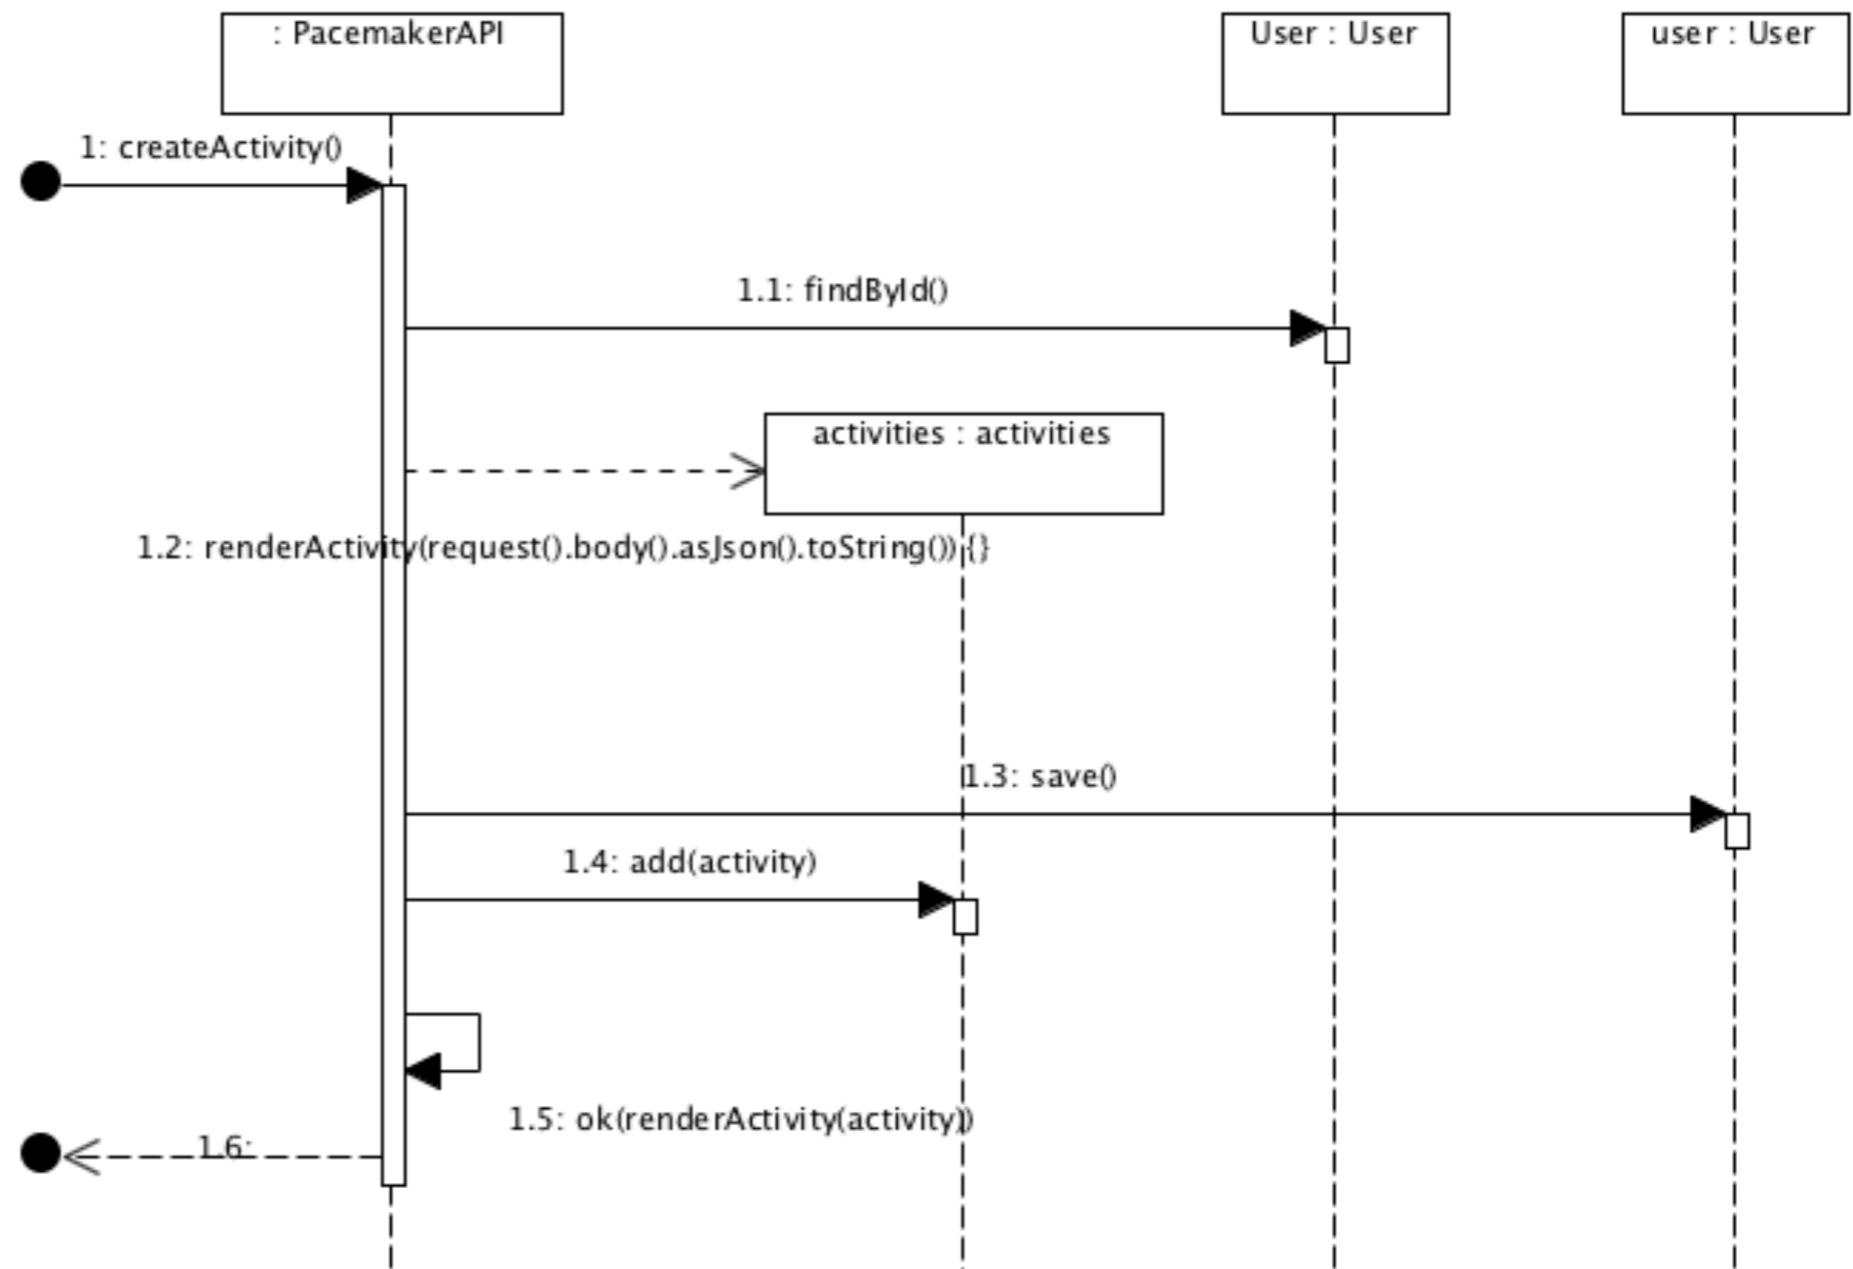 : PacemakerAPI
User : User
user : User
1: createActivity()
1.1: findById()
activities : activities
1.2: renderActivity(request().body().asJson().toString()) {}
1.3: save()
1.4: add(activity)
1.5: ok(renderActivity(activity))
1.6: